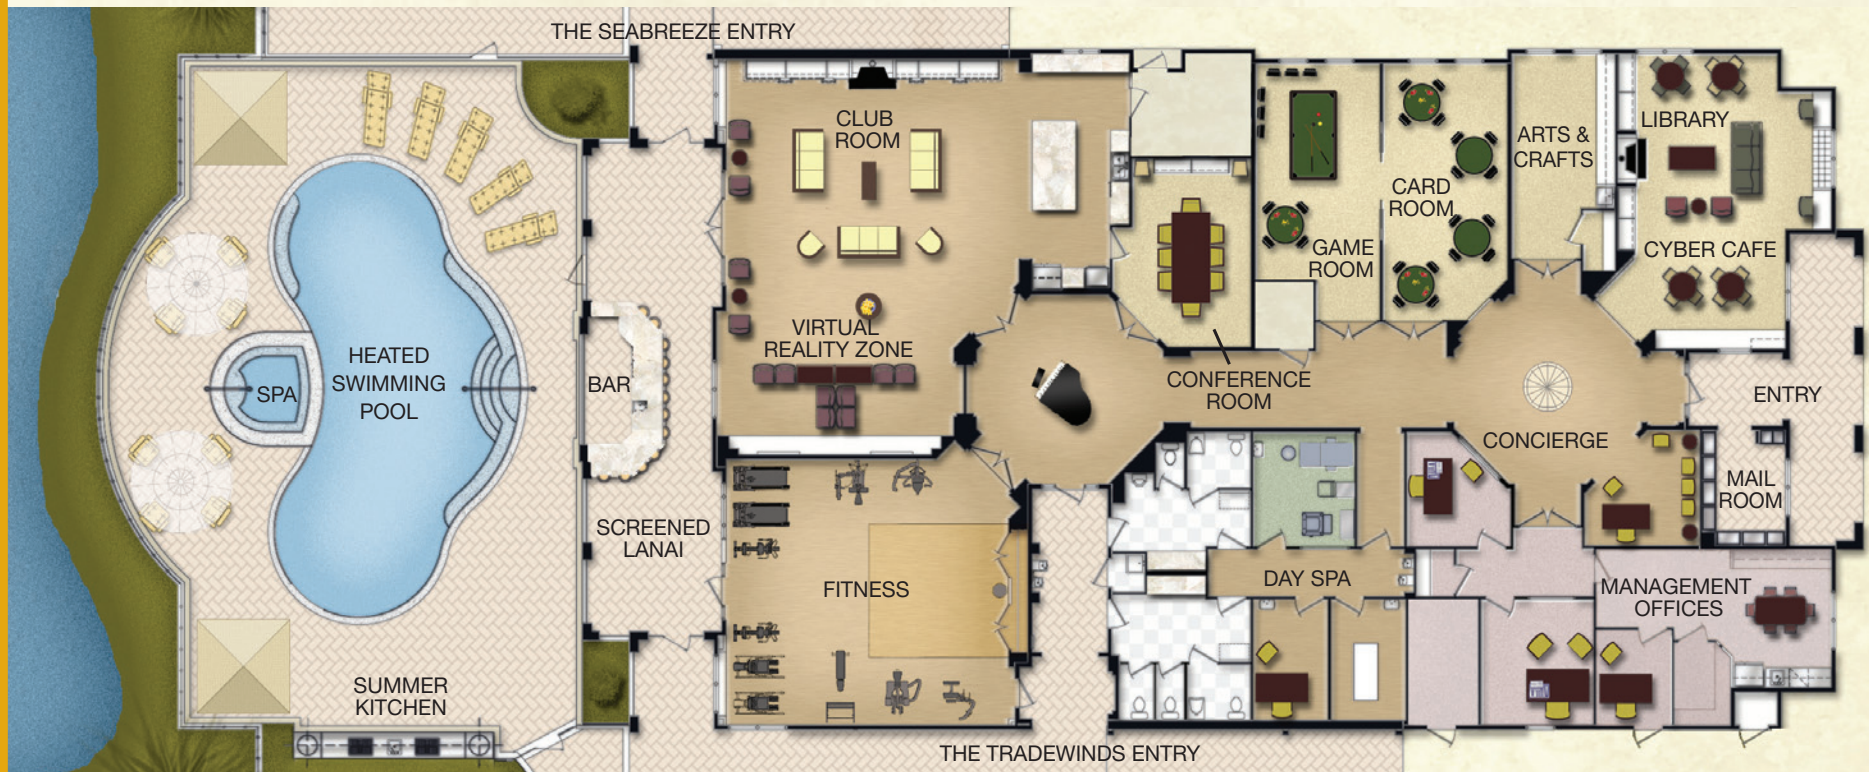 THE SEABREEZE ENTRY
CLUB
ROOM
ARTS &
CRAFTS
LIBRARY
CARD
ROOM
GAME
ROOM
CYBER CAFE
VIRTUAL
REALITY ZONE
HEATED
SWIMMING
POOL
SPA
BAR
CONFERENCE
ROOM
ENTRY
CONCIERGE
MAIL
ROOM
SCREENED
LANAI
FITNESS
DAY SPA
MANAGEMENT
OFFICES
SUMMER
KITCHEN
THE TRADEWINDS ENTRY